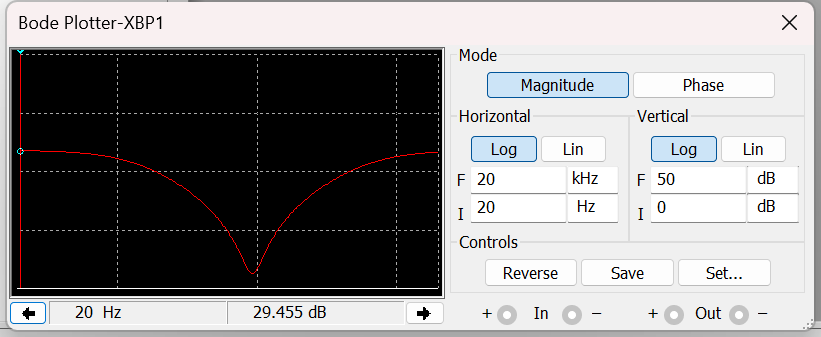 Bode Plotter-XBP1
Mode
Magnitude Phase
Horizontal Vertical
Log Lin Log Lin
F 20 kHz F 50 dB
I 20 Hz I 0 dB
Controls
Reverse Save Set...
20 Hz 29.455 dB + In − + Out −